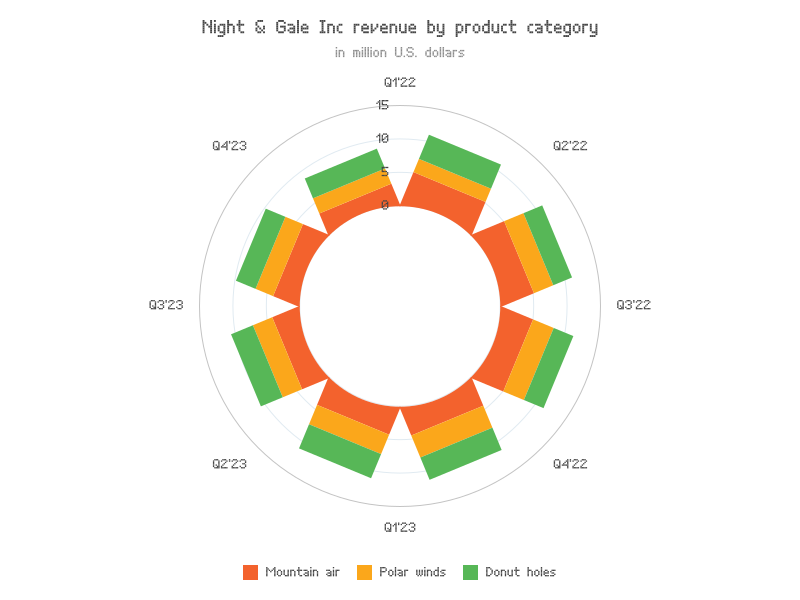 Night & Gale Inc revenue by product category
in million U.S. dollars
Q1'22
15
Q4'23
Q2'22
10
5
0
Q3'23
Q3'22
Q2'23
Q4'22
Q1'23
Mountain air
Polar winds
Donut holes